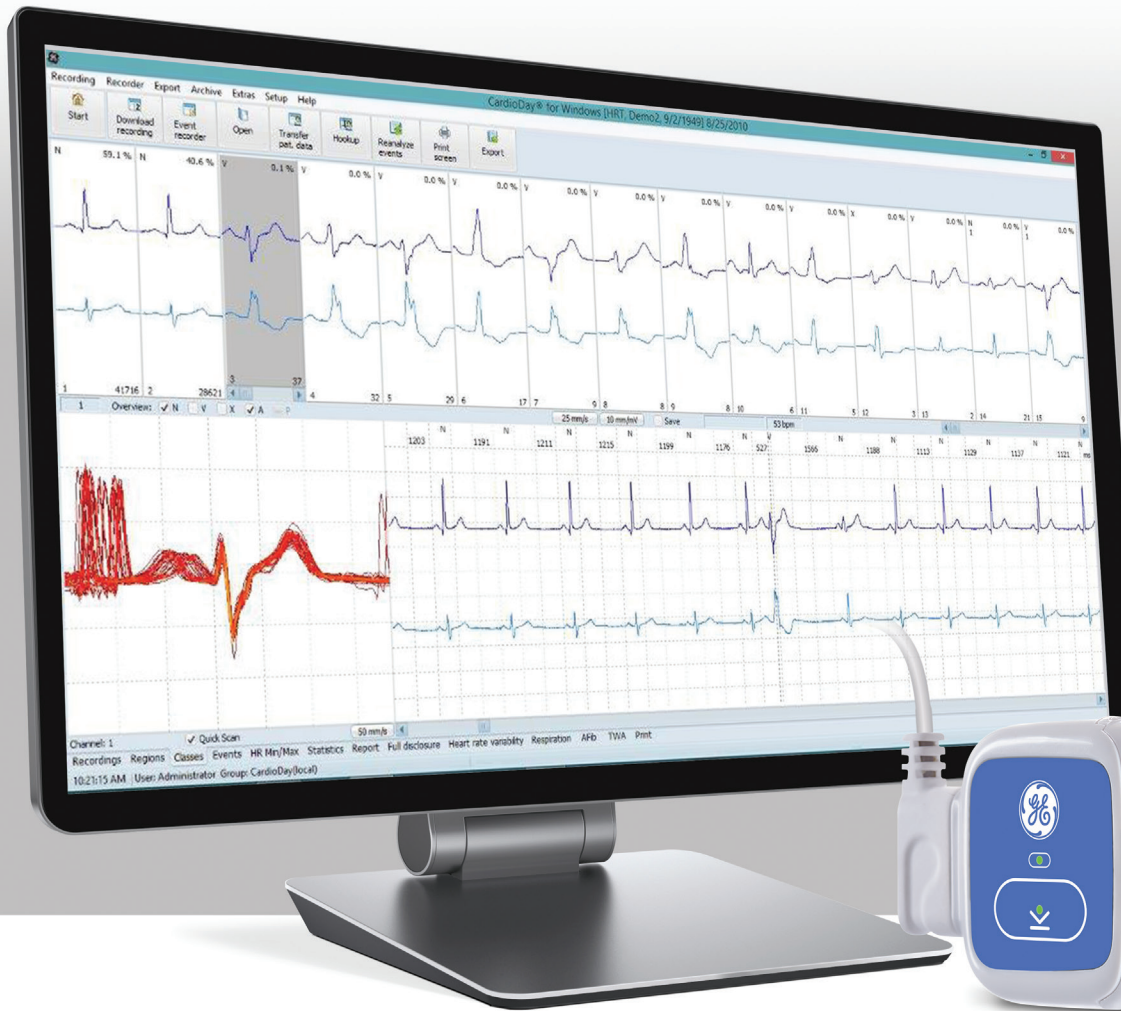 CardioDay® for Windows [HRT, Demo2, 9/2/1949] 8/25/2010
Recording Recorder Export Archive Extras Setup Help
Start Download recording Event recorder Open Transfer pat. data Hookup Reanalyze events Print screen Export
N 59.1 % N 40.6 % V 0.1 % V 0.0 % V 0.0 % V 0.0 % V 0.0 % V 0.0 % V 0.0 % V 0.0 % X 0.0 % V 0.0 % N 0.0 % V 0.0 %
1 1
1 41716 2 28621 3 37 4 32 5 29 6 17 7 9 8 8 9 8 10 6 11 5 12 3 13 2 14 21 15 9
1 Overview: N V X A P 25 mm/s 10 mm/mV Save 53 bpm
N N N N N N V N N N N N N
1203 1191 1211 1215 1199 1176 527 1566 1188 1113 1129 1137 1121 ms
Channel: 1 Quick Scan 50 mm/s
Recordings Regions Classes Events HR Min/Max Statistics Report Full disclosure Heart rate variability Respiration AFib TWA Print
10:21:15 AM User: Administrator Group: CardioDay(local)
GE